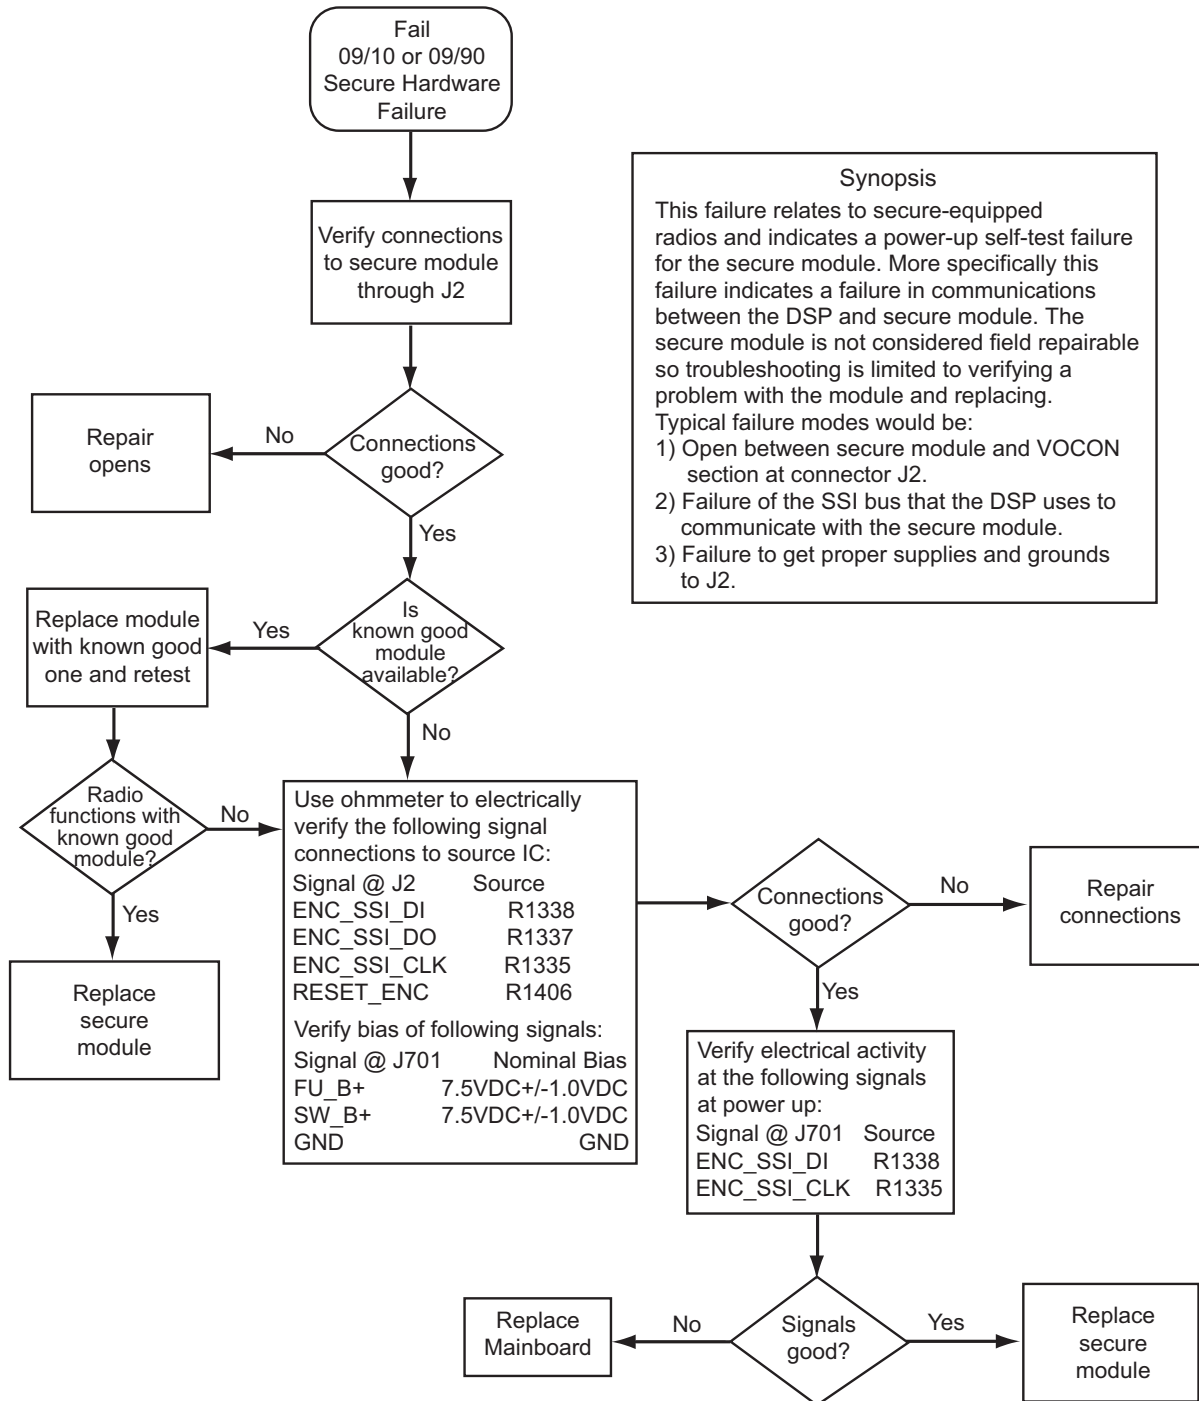 Fail
09/10 or 09/90
Secure Hardware
Failure
Verify connections
to secure module
through J2
Synopsis
This failure relates to secure-equipped
radios and indicates a power-up self-test failure
for the secure module. More specifically this
failure indicates a failure in communications
between the DSP and secure module. The
secure module is not considered field repairable
so troubleshooting is limited to verifying a
problem with the module and replacing.
Typical failure modes would be:
1) Open between secure module and VOCON
section at connector J2.
2) Failure of the SSI bus that the DSP uses to
communicate with the secure module.
3) Failure to get proper supplies and grounds
to J2.
Connections
good?
No
Repair
opens
Yes
Is
known good
module
available?
Yes
Replace module
with known good
one and retest
No
Radio
functions with
known good
module?
No
Yes
Replace
secure
module
Use ohmmeter to electrically
verify the following signal
connections to source IC:
Signal @ J2 Source
ENC_SSI_DI R1338
ENC_SSI_DO R1337
ENC_SSI_CLK R1335
RESET_ENC R1406
Verify bias of following signals:
Signal @ J701 Nominal Bias
FU_B+ 7.5VDC+/-1.0VDC
SW_B+ 7.5VDC+/-1.0VDC
GND GND
Connections
good?
No
Repair
connections
Yes
Verify electrical activity
at the following signals
at power up:
Signal @ J701 Source
ENC_SSI_DI R1338
ENC_SSI_CLK R1335
Signals
good?
No
Replace
Mainboard
Yes
Replace
secure
module